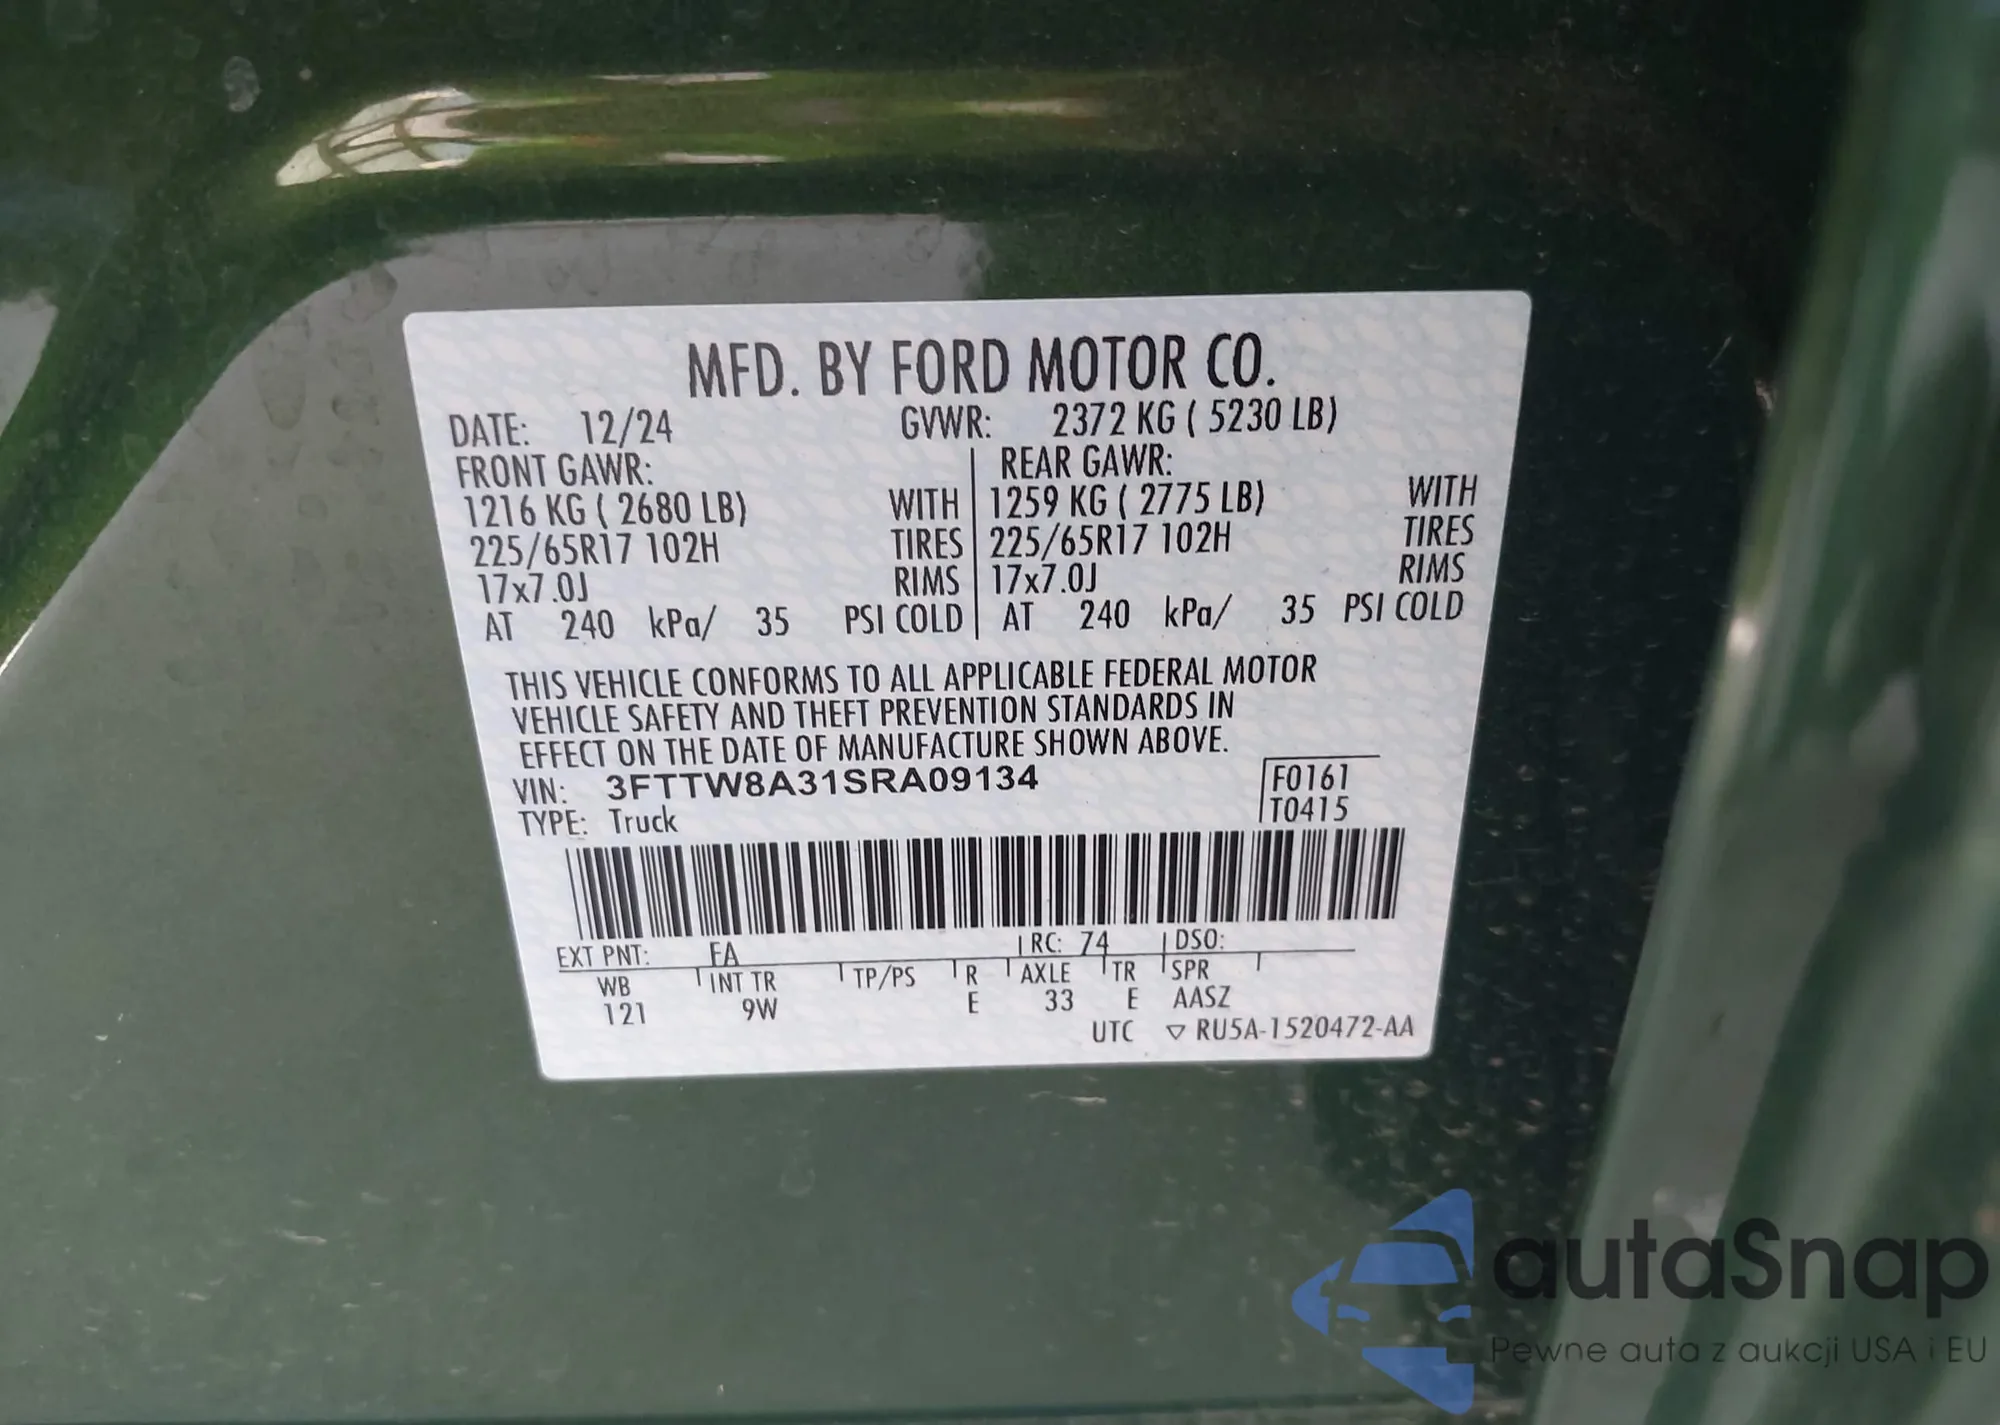 MFD. BY FORD MOTOR CO.
DATE: 12/24 GVWR: 2372 KG ( 5230 LB)
FRONT GAWR: REAR GAWR:
1216 KG ( 2680 LB) WITH 1259 KG ( 2775 LB) WITH
225/65R17 102H TIRES 225/65R17 102H TIRES
17x7.0J RIMS 17x7.0J RIMS
AT 240 kPa/ 35 PSI COLD AT 240 kPa/ 35 PSI COLD
THIS VEHICLE CONFORMS TO ALL APPLICABLE FEDERAL MOTOR
VEHICLE SAFETY AND THEFT PREVENTION STANDARDS IN
EFFECT ON THE DATE OF MANUFACTURE SHOWN ABOVE.
VIN: 3FTTW8A31SRA09134 F0161
TYPE: Truck T0415
EXT PNT: FA RC: 74 DSO:
WB INT TR TP/PS R AXLE TR SPR
121 9W E 33 E AASZ
UTC ▽ RU5A-1520472-AA
autaSnap
Pewne auta z aukcji USA i EU